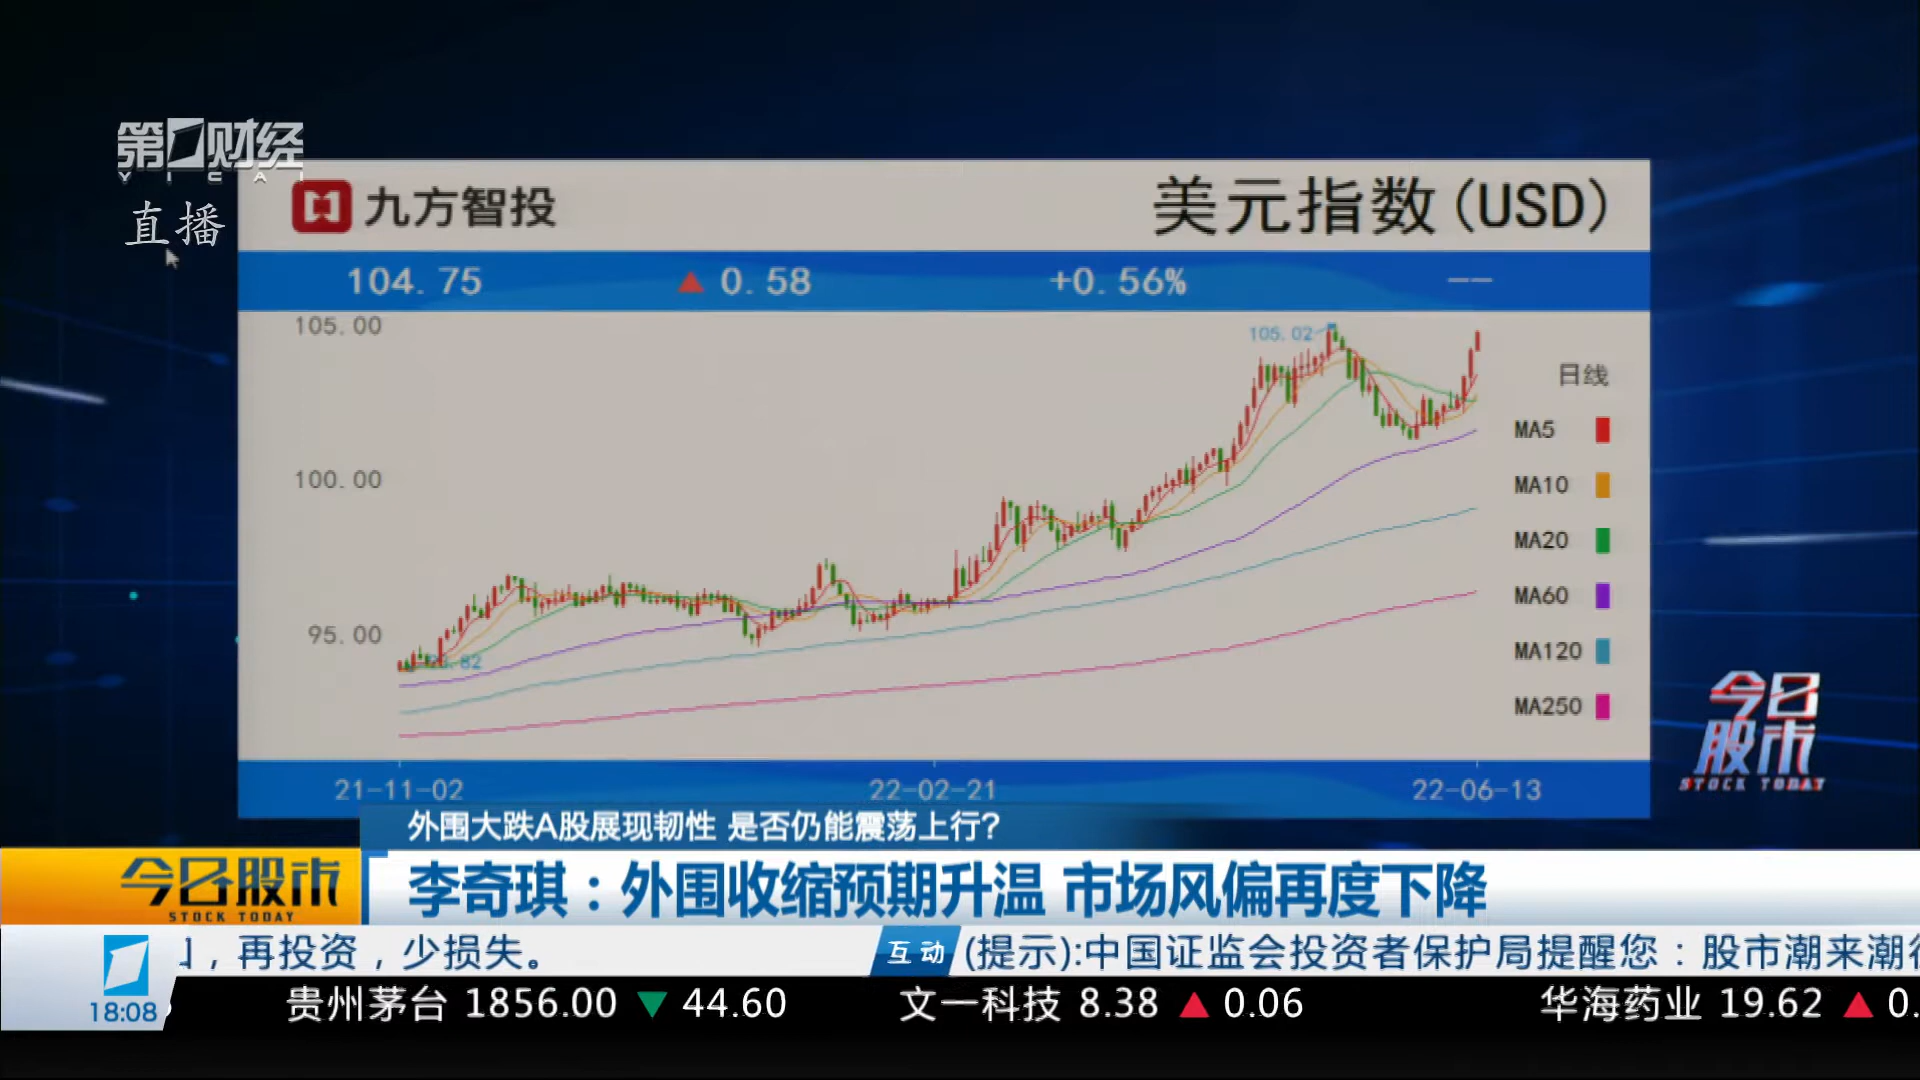 第一财经
YICAI
直播
九方智投
美元指数(USD)
104.75 ▲ 0.58 +0.56% --
105.00
105.02
日线
MA5
100.00
MA10
MA20
MA60
95.00
MA120
MA250
今日股市
STOCK TODAY
21-11-02 22-02-21 22-06-13
外围大跌A股展现韧性 是否仍能震荡上行?
今日股市
STOCK TODAY
李奇琪：外围收缩预期升温 市场风偏再度下降
，再投资，少损失。 互动 (提示):中国证监会投资者保护局提醒您：股市潮来潮
18:08
贵州茅台 1856.00 ▼ 44.60 文一科技 8.38 ▲ 0.06 华海药业 19.62 ▲ 0.